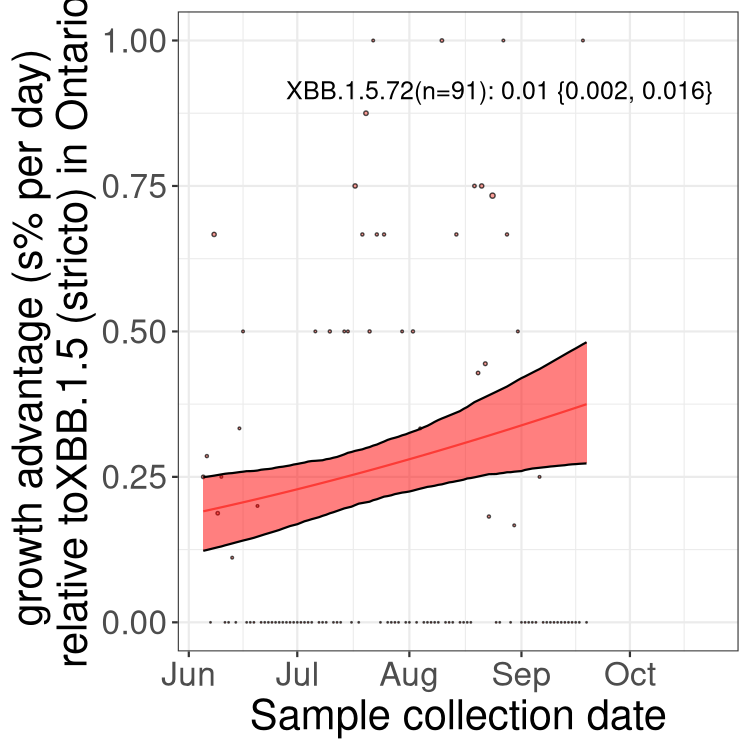 growth advantage (s% per day)
relative toXBB.1.5 (stricto) in Ontario
1.00
0.75
0.50
0.25
0.00
XBB.1.5.72(n=91): 0.01 {0.002, 0.016}
Jun Jul Aug Sep Oct
Sample collection date